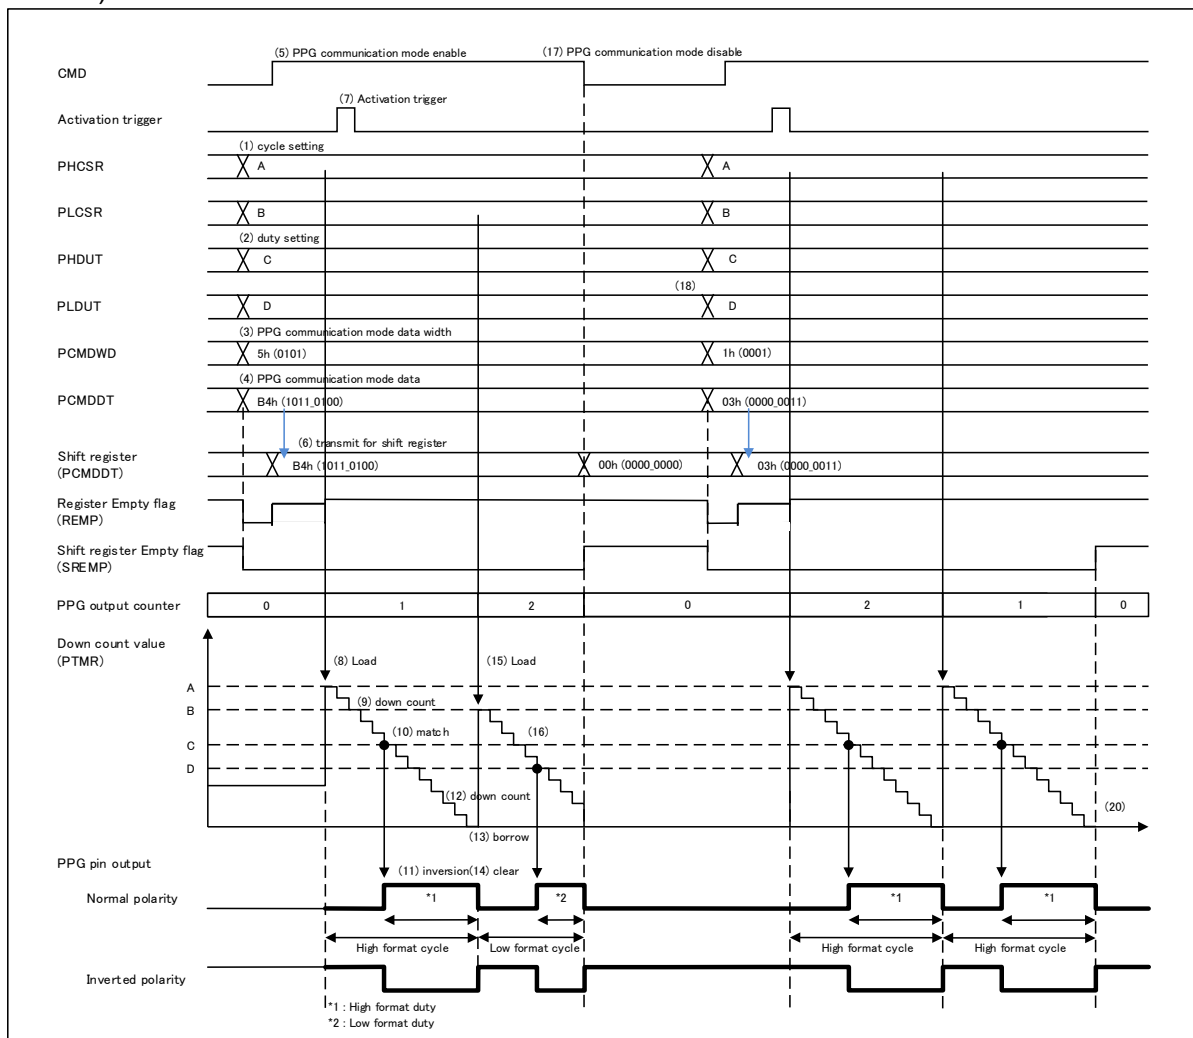 (5) PPG communication mode enable (17) PPG communication mode disable
CMD
(7) Activation trigger
Activation trigger
(1) cycle setting
PHCSR A A
PLCSR B B
(2) duty setting
PHDUT C C
(18)
PLDUT D D
(3) PPG communication mode data width
PCMDWD 5h (0101) 1h (0001)
(4) PPG communication mode data
PCMDDT B4h (1011_0100) 03h (0000_0011)
(6) transmit for shift register
Shift register
(PCMDDT) B4h (1011_0100) 00h (0000_0000) 03h (0000_0011)
Register Empty flag
(REMP)
Shift register Empty flag
(SREMP)
PPG output counter 0 1 2 0 2 1 0
Down count value
(PTMR)
(8) Load (15) Load
A
B
(9) down count
(10) match (16)
C
D
(12) down count
(20)
(13) borrow
PPG pin output
(11) inversion(14) clear
Normal polarity *1 *2 *1 *1
High format cycle Low format cycle High format cycle High format cycle
Inverted polarity
*1 : High format duty
*2 : Low format duty